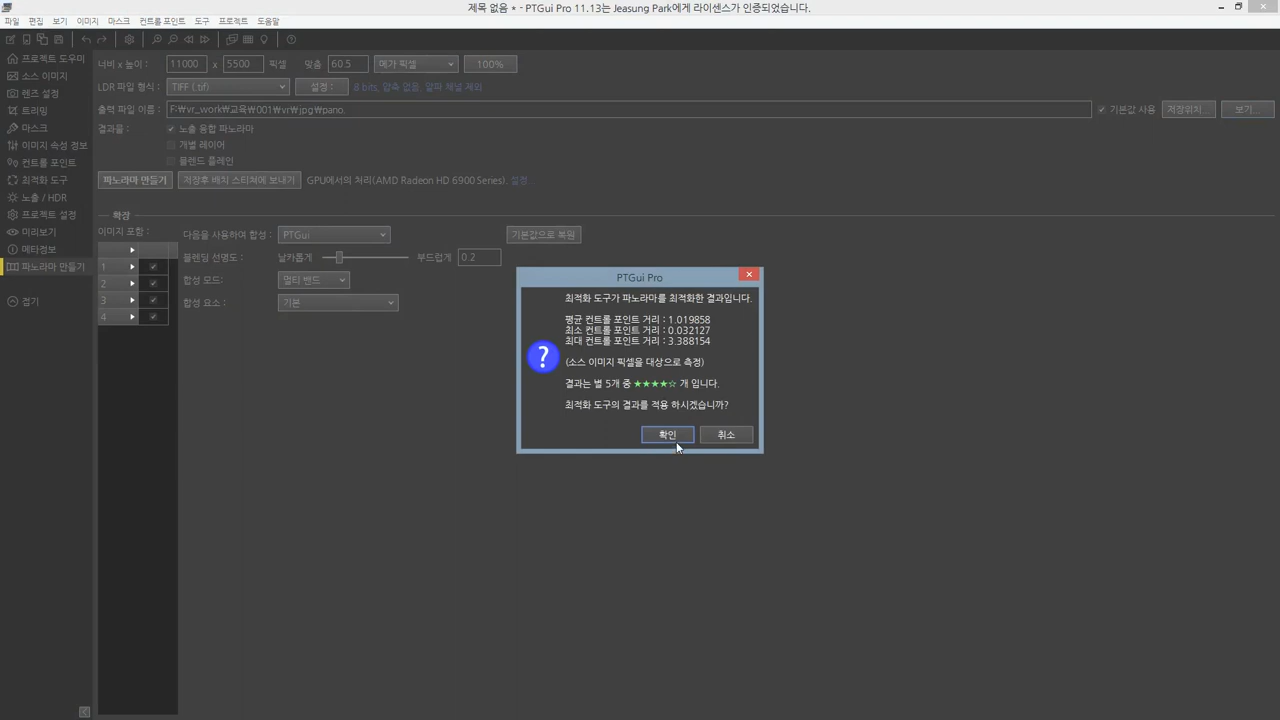 제목 없음 * - PTGui Pro 11.13는 Jeasung Park에게 라이센스가 인증되었습니다.
파일 편집 보기 이미지 마스크 컨트롤 포인트 도구 프로젝트 도움말
프로젝트 도우미
소스 이미지
렌즈 설정
트리밍
마스크
이미지 속성 정보
컨트롤 포인트
최적화 도구
노출 / HDR
프로젝트 설정
미리보기
메타정보
파노라마 만들기
접기
너비 x 높이 : 11000 x 5500 픽셀 맞춤 60.5 메가 픽셀 100%
LDR 파일 형식 : TIFF (.tif) 설정 : 8 bits, 압축 없음, 알파 채널 제외
출력 파일 이름 : F:₩vr_work₩교육₩001₩vr₩jpg₩pano. 기본값 사용 저장위치... 보기...
결과물 : 노출 융합 파노라마
개별 레이어
블렌드 플레인
파노라마 만들기 저장후 배치 스티쳐에 보내기 GPU에서의 처리(AMD Radeon HD 6900 Series). 설정...
확장
이미지 포함 : 다음을 사용하여 합성 : PTGui 기본값으로 복원
블렌딩 선명도 : 날카롭게 부드럽게 0.2
합성 모드: 멀티 밴드
합성 요소 : 기본
1
2
3
4
PTGui Pro
최적화 도구가 파노라마를 최적화한 결과입니다.
평균 컨트롤 포인트 거리 : 1.019858
최소 컨트롤 포인트 거리 : 0.032127
최대 컨트롤 포인트 거리 : 3.388154
(소스 이미지 픽셀을 대상으로 측정)
결과는 별 5개 중 ★★★★☆ 개 입니다.
최적화 도구의 결과를 적용 하시겠습니까?
확인 취소